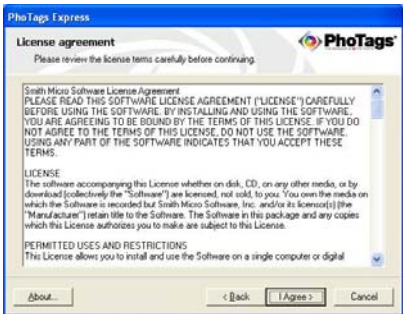 PhoTags Express
License agreement
PhoTags
Please review the license terms carefully before continuing.
Smith Micro Software License Agreement
PLEASE READ THIS SOFTWARE LICENSE AGREEMENT ("LICENSE") CAREFULLY
BEFORE USING THE SOFTWARE. BY INSTALLING AND USING THE SOFTWARE,
YOU ARE AGREEING TO BE BOUND BY THE TERMS OF THIS LICENSE. IF YOU DO
NOT AGREE TO THE TERMS OF THIS LICENSE, DO NOT USE THE SOFTWARE.
USING ANY PART OF THE SOFTWARE INDICATES THAT YOU ACCEPT THESE
TERMS.
LICENSE
The software accompanying this License whether on disk, CD, on any other media, or by
download (collectively the "Software") are licensed, not sold, to you. You own the media on
which the Software is recorded but Smith Micro Software, Inc. and/or its licensor(s) (the
"Manufacturer") retain title to the Software. The Software in this package and any copies
which this License authorizes you to make are subject to this License.
PERMITTED USES AND RESTRICTIONS
This License allows you to install and use the Software on a single computer or digital
About...
< Back
I Agree >
Cancel